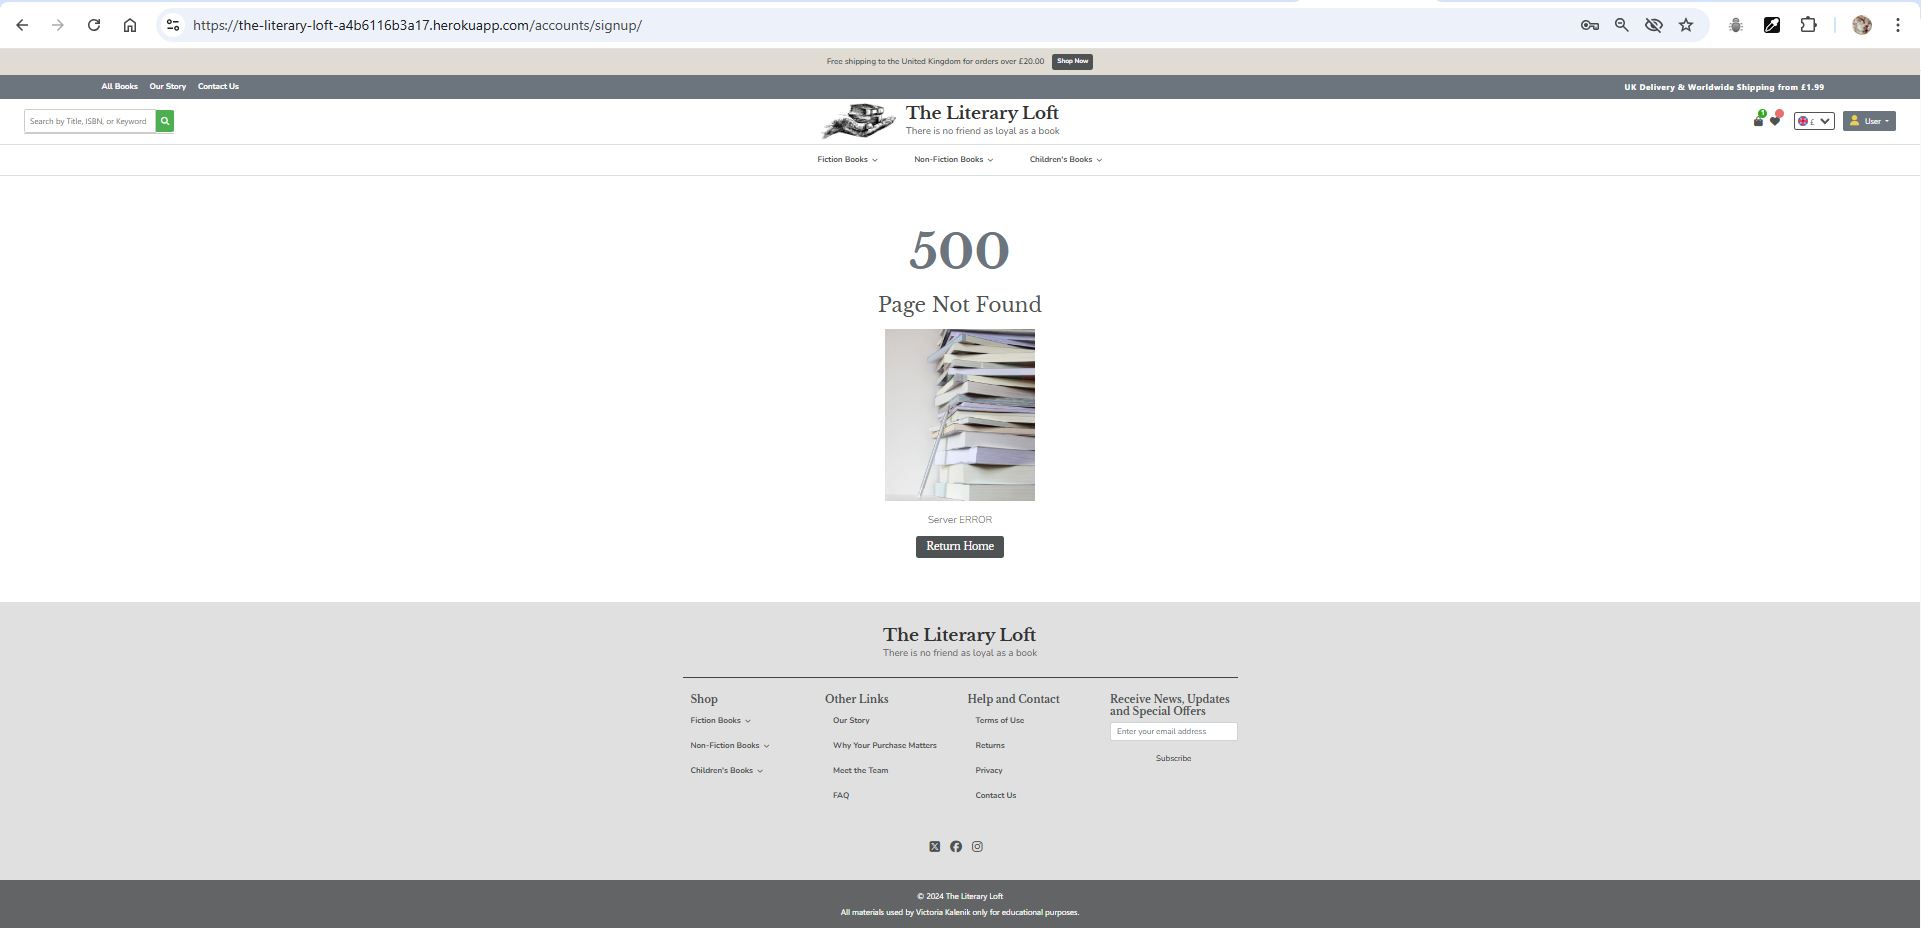 https://the-literary-loft-a4b6116b3a17.herokuapp.com/accounts/signup/
Free shipping to the United Kingdom for orders over £20.00 Shop Now
All Books Our Story Contact Us UK Delivery & Worldwide Shipping from £1.99
Search by Title, ISBN, or Keyword
The Literary Loft
There is no friend as loyal as a book
1 £ User
Fiction Books Non-Fiction Books Children's Books
500
Page Not Found
Server ERROR
Return Home
The Literary Loft
There is no friend as loyal as a book
Shop
Fiction Books
Non-Fiction Books
Children's Books
Other Links
Our Story
Why Your Purchase Matters
Meet the Team
FAQ
Help and Contact
Terms of Use
Returns
Privacy
Contact Us
Receive News, Updates
and Special Offers
Enter your email address
Subscribe
© 2024 The Literary Loft
All materials used by Victoria Kalenik only for educational purposes.